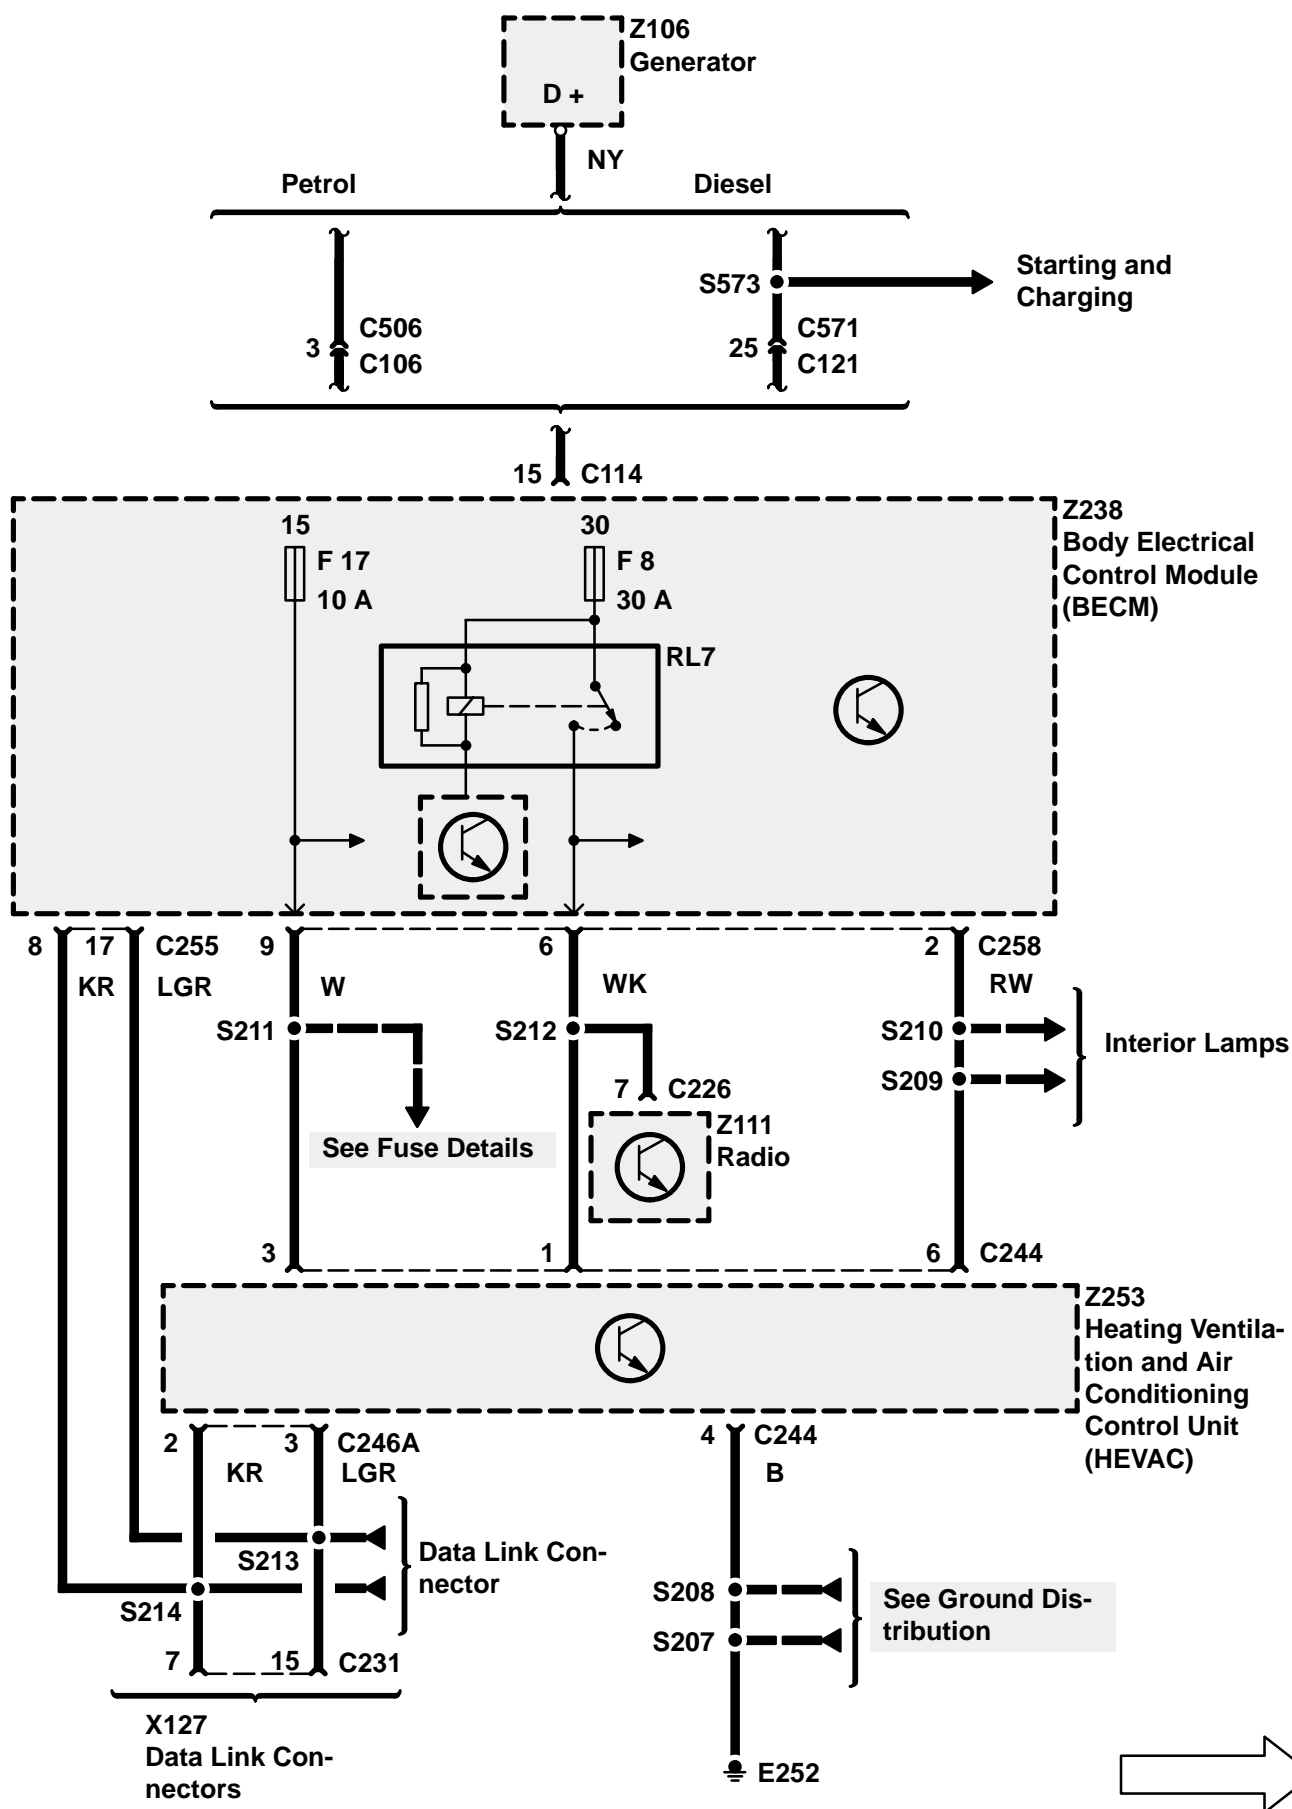 Z106
Generator
D +
NY
Petrol
Diesel
S573
Starting and
Charging
3
C506
C106
25
C571
C121
15
C114
Z238
Body Electrical
Control Module
(BECM)
15
F 17
10 A
30
F 8
30 A
RL7
8
17
C255
9
6
2
C258
KR
LGR
W
WK
RW
S211
S212
S210
S209
Interior Lamps
7
C226
Z111
Radio
See Fuse Details
3
1
6
C244
Z253
Heating Ventila-
tion and Air
Conditioning
Control Unit
(HEVAC)
2
3
C246A
KR
LGR
4
C244
B
S213
S214
Data Link Con-
nector
S208
S207
See Ground Dis-
tribution
7
15
C231
X127
Data Link Con-
nectors
E252